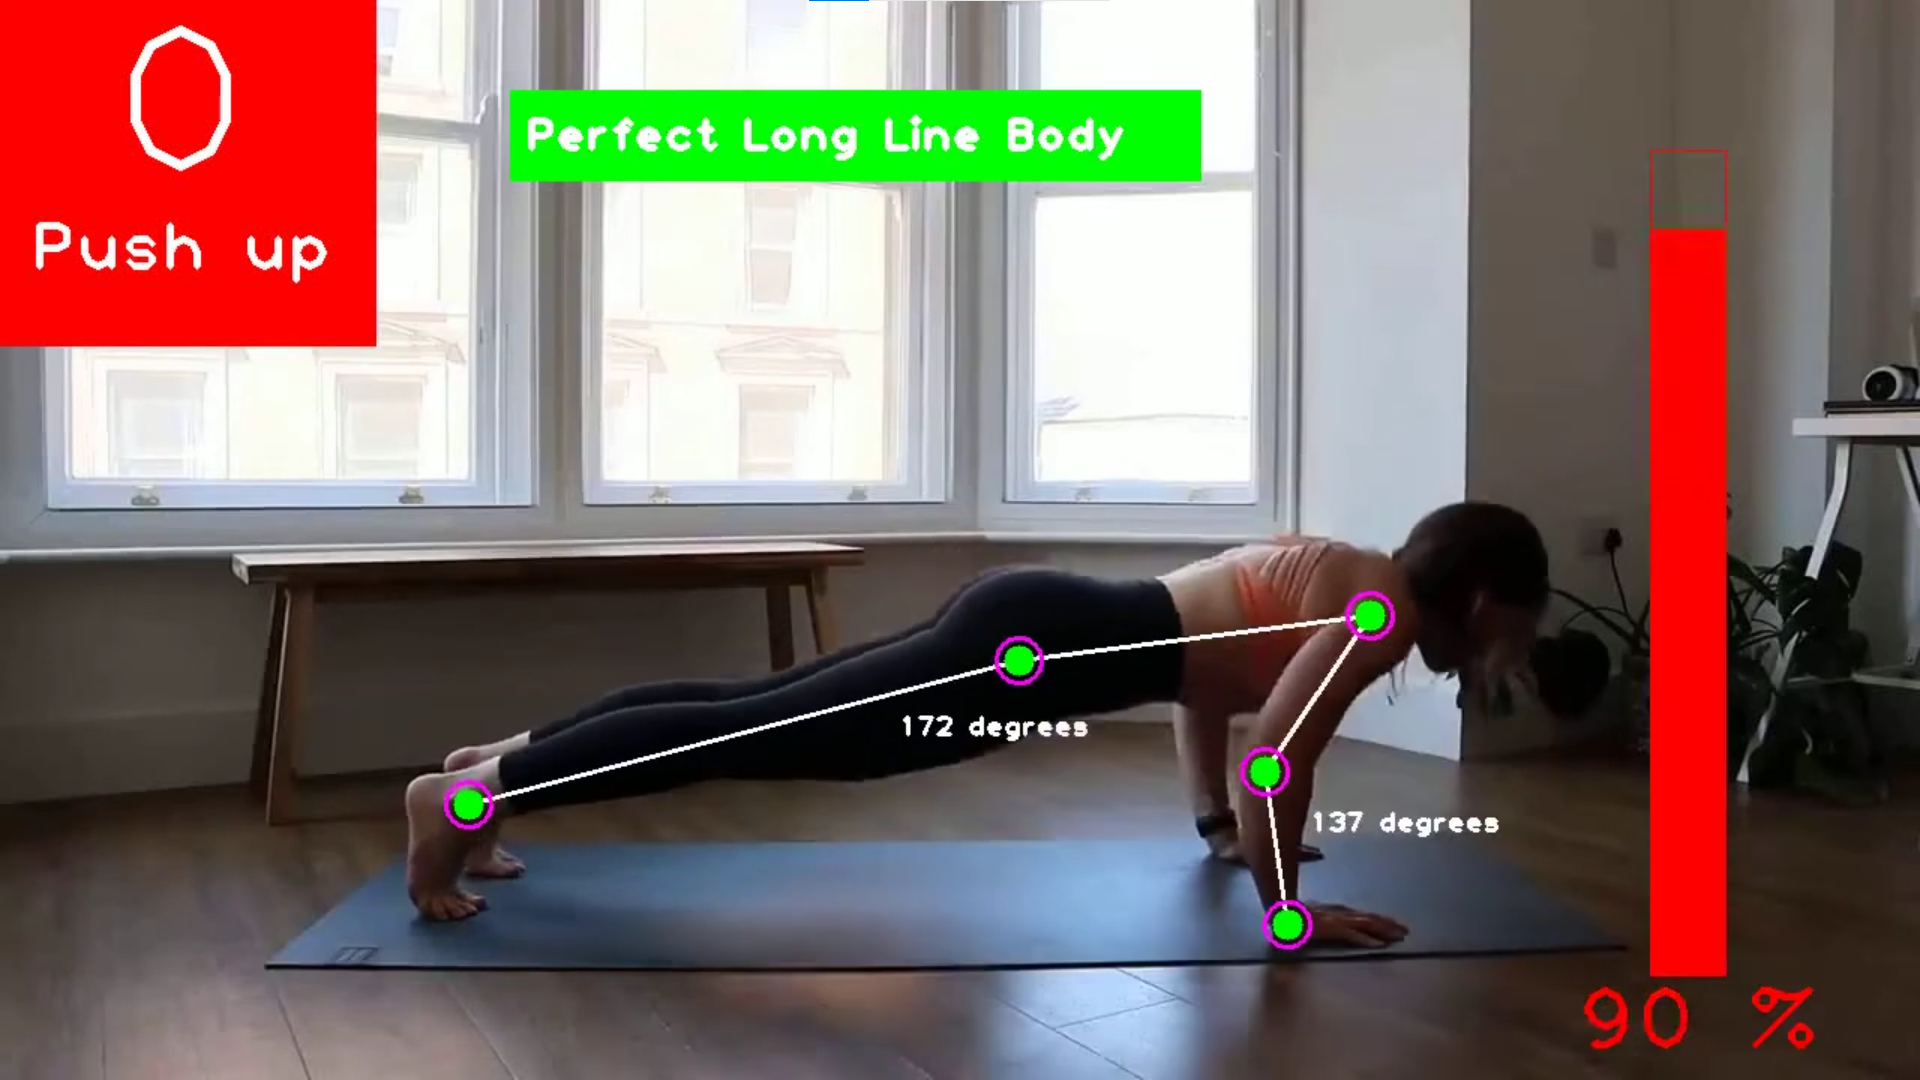 0
Push up
Perfect Long Line Body
172 degrees
137 degrees
90 %